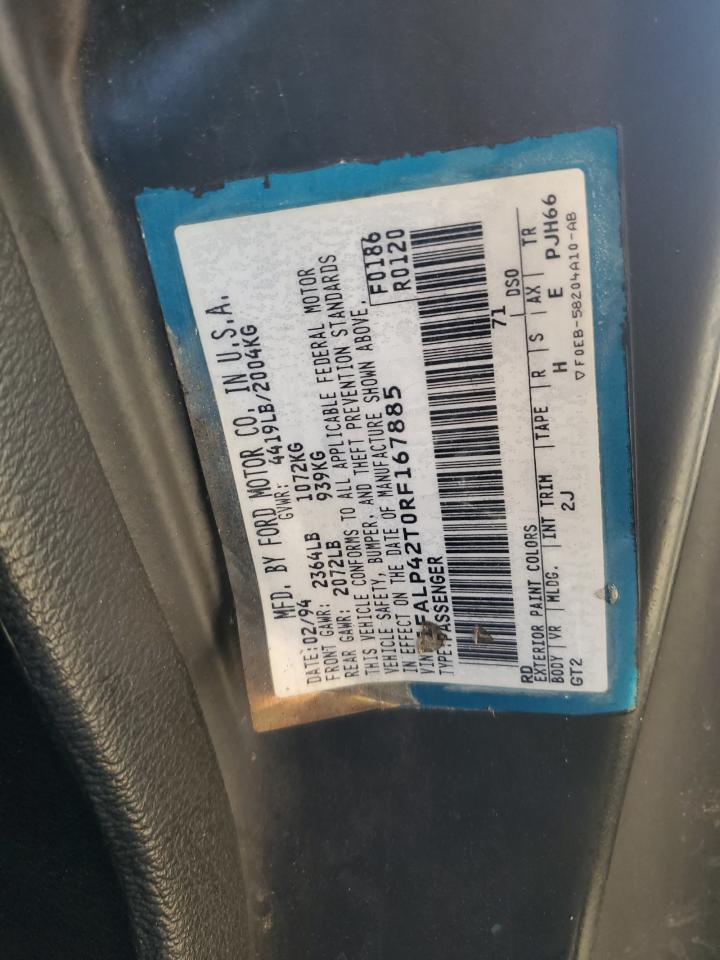 MFD. BY FORD MOTOR CO. IN U.S.A.
DATE: 02/94 GVWR: 4419LB/2004KG
FRONT GAWR: 2364LB 1072KG
REAR GAWR: 2072LB 939KG
THIS VEHICLE CONFORMS TO ALL APPLICABLE FEDERAL MOTOR
VEHICLE SAFETY, BUMPER, AND THEFT PREVENTION STANDARDS
IN EFFECT ON THE DATE OF MANUFACTURE SHOWN ABOVE.
VIN FALP42T0RF167885 F0186
TYPE: PASSENGER R0120
71
RD DSO
EXTERIOR PAINT COLORS
BODY VR MLDG. INT TRIM TAPE R S AX TR
GT2 2J H E PJH66
▽F0EB-58204A10-AB